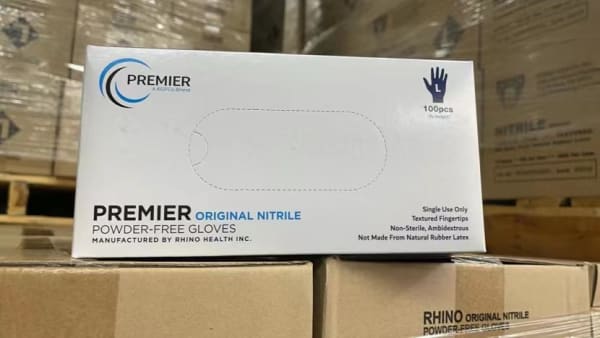 PREMIER
L
100pcs
PREMIER ORIGINAL NITRILE
POWDER-FREE GLOVES
MANUFACTURED BY RHINO HEALTH INC.
Single Use Only
Textured Fingertips
Non-Sterile, Ambidextrous
Not Made From Natural Rubber Latex
NITRILE
RHINO ORIGINAL NITRILE
POWDER-FREE GLOVES